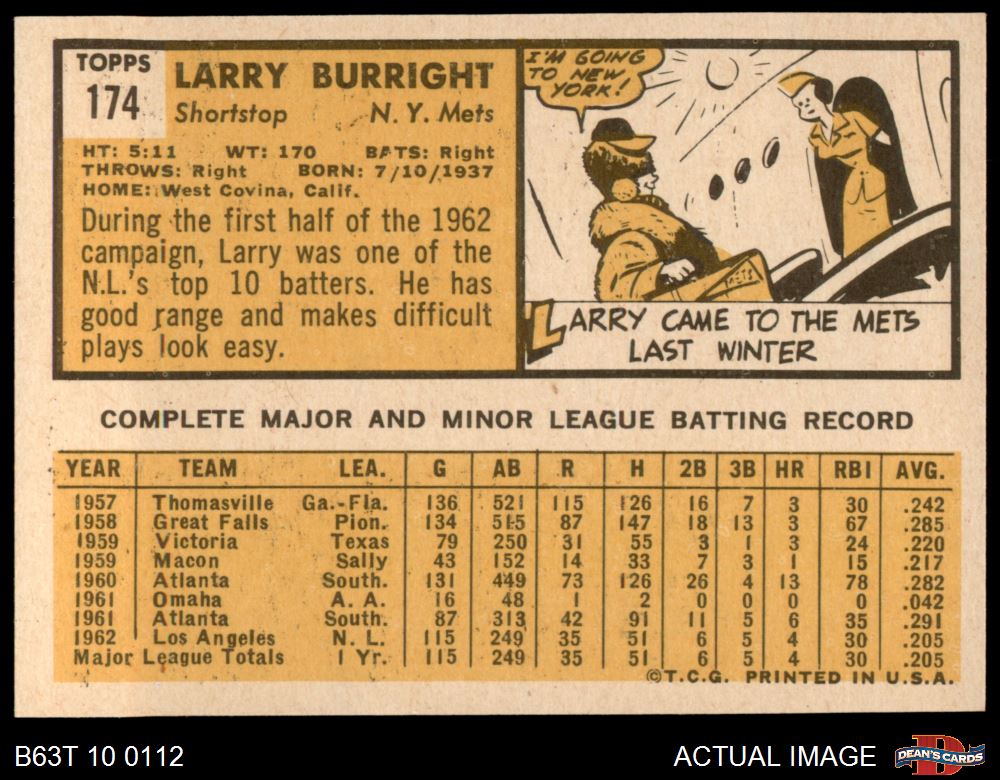 TOPPS
174
LARRY BURRIGHT
Shortstop N. Y. Mets
HT: 5:11 WT: 170 BATS: Right
THROWS: Right BORN: 7/10/1937
HOME: West Covina, Calif.
During the first half of the 1962
campaign, Larry was one of the
N.L.'s top 10 batters. He has
good range and makes difficult
plays look easy.
I'M GOING
TO NEW
YORK!
METS
LARRY CAME TO THE METS
LAST WINTER
COMPLETE MAJOR AND MINOR LEAGUE BATTING RECORD
YEAR TEAM LEA. G AB R H 2B 3B HR RBI AVG.
1957 Thomasville Ga.-Fla. 136 521 115 126 16 7 3 30 .242
1958 Great Falls Pion. 134 515 87 147 18 13 3 67 .285
1959 Victoria Texas 79 250 31 55 3 1 3 24 .220
1959 Macon Sally 43 152 14 33 7 3 1 15 .217
1960 Atlanta South. 131 449 73 126 26 4 13 78 .282
1961 Omaha A. A. 16 48 1 2 0 0 0 0 .042
1961 Atlanta South. 87 313 42 91 11 5 6 35 .291
1962 Los Angeles N. L. 115 249 35 51 6 5 4 30 .205
Major League Totals 1 Yr. 115 249 35 51 6 5 4 30 .205
©T.C.G. PRINTED IN U.S.A.
B63T 10 0112 ACTUAL IMAGE
D
DEAN'S CARDS